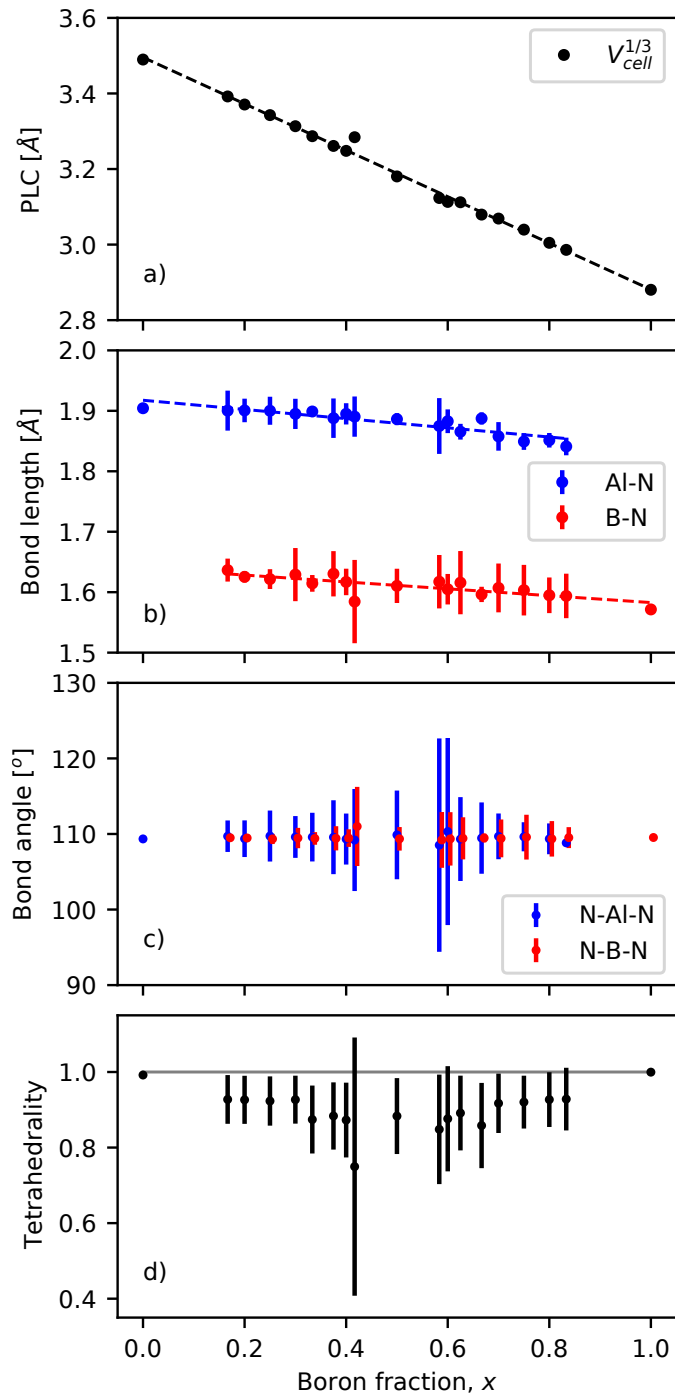 3.6
3.4
3.2
3.0
2.8
PLC [Å]
V_cell^1/3
a)
2.0
1.9
1.8
1.7
1.6
1.5
Bond length [Å]
Al-N
B-N
b)
130
120
110
100
90
Bond angle [°]
N-Al-N
N-B-N
c)
1.0
0.8
0.6
0.4
Tetrahedrality
d)
0.0 0.2 0.4 0.6 0.8 1.0
Boron fraction, x